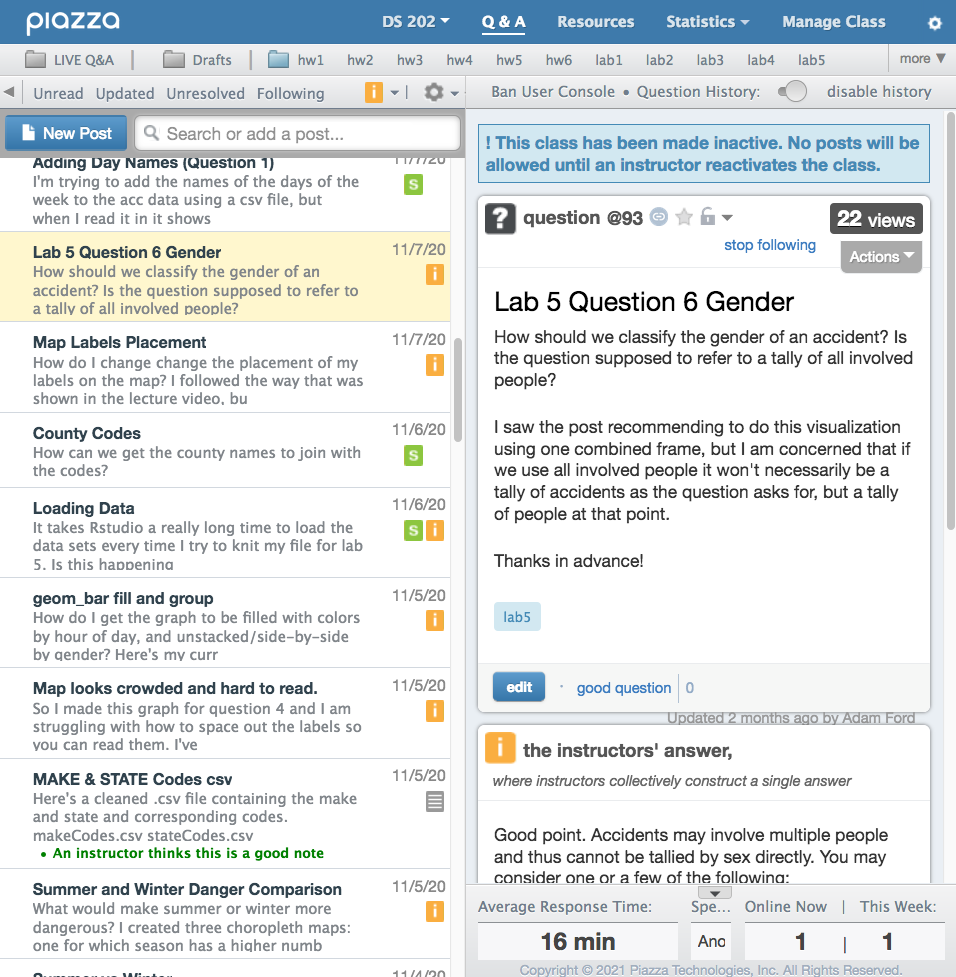 piazza
DS 202
Q & A
Resources
Statistics
Manage Class
LIVE Q&A
Drafts
hw1
hw2
hw3
hw4
hw5
hw6
lab1
lab2
lab3
lab4
lab5
more
Unread
Updated
Unresolved
Following
i
Ban User Console • Question History:
disable history
New Post
Search or add a post...
Adding Day Names (Question 1)
11/7/20
I'm trying to add the names of the days of the
week to the acc data using a csv file, but
when I read it in it shows
S
Lab 5 Question 6 Gender
11/7/20
How should we classify the gender of an
accident? Is the question supposed to refer to
a tally of all involved people?
i
Map Labels Placement
11/7/20
How do I change change the placement of my
labels on the map? I followed the way that was
shown in the lecture video, bu
i
County Codes
11/6/20
How can we get the county names to join with
the codes?
S
Loading Data
11/6/20
It takes Rstudio a really long time to load the
data sets every time I try to knit my file for lab
5. Is this happening
S i
geom_bar fill and group
11/5/20
How do I get the graph to be filled with colors
by hour of day, and unstacked/side-by-side
by gender? Here's my curr
i
Map looks crowded and hard to read.
11/5/20
So I made this graph for question 4 and I am
struggling with how to space out the labels so
you can read them. I've
i
MAKE & STATE Codes csv
11/5/20
Here's a cleaned .csv file containing the make
and state and corresponding codes.
makeCodes.csv stateCodes.csv
• An instructor thinks this is a good note
Summer and Winter Danger Comparison
11/5/20
What would make summer or winter more
dangerous? I created three choropleth maps:
one for which season has a higher numb
i
Summer vs Winter
11/4/20
! This class has been made inactive. No posts will be
allowed until an instructor reactivates the class.
? question @93
22 views
stop following
Actions
Lab 5 Question 6 Gender
How should we classify the gender of an accident? Is
the question supposed to refer to a tally of all involved
people?
I saw the post recommending to do this visualization
using one combined frame, but I am concerned that if
we use all involved people it won't necessarily be a
tally of accidents as the question asks for, but a tally
of people at that point.
Thanks in advance!
lab5
edit · good question 0
Updated 2 months ago by Adam Ford
i the instructors' answer,
where instructors collectively construct a single answer
Good point. Accidents may involve multiple people
and thus cannot be tallied by sex directly. You may
consider one or a few of the following:
Average Response Time:
Spe...
Online Now | This Week:
16 min
Ano
1 | 1
Copyright © 2021 Piazza Technologies, Inc. All Rights Reserved.